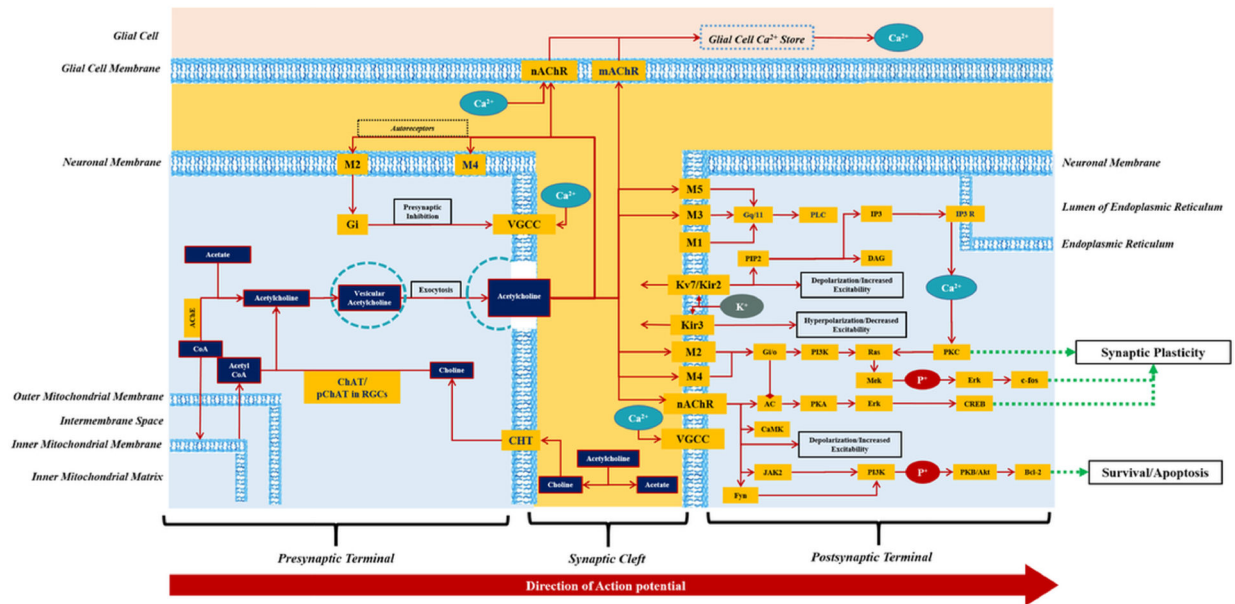 Glial Cell
Glial Cell Ca²⁺ Store
Ca²⁺
Glial Cell Membrane
nAChR
mAChR
Ca²⁺
Autoreceptors
Neuronal Membrane
M2
M4
Neuronal Membrane
Ca²⁺
M5
Presynaptic
Inhibition
Gi
VGCC
M3
Gq/11
PLC
IP3
IP3 R
Lumen of Endoplasmic Reticulum
M1
Endoplasmic Reticulum
Acetate
PIP2
DAG
Acetylcholine
Vesicular
Acetylcholine
Exocytosis
Acetylcholine
Kv7/Kir2
Depolarization/Increased
Excitability
Ca²⁺
K⁺
AChE
Kir3
Hyperpolarization/Decreased
Excitability
CoA
M2
Gi/o
PI3K
Ras
PKC
Synaptic Plasticity
Acetyl
CoA
Choline
M4
Mek
P⁺
Erk
c-fos
ChAT/
pChAT in RGCs
Outer Mitochondrial Membrane
nAChR
AC
PKA
Erk
CREB
Intermembrane Space
Ca²⁺
CaMK
Inner Mitochondrial Membrane
CHT
VGCC
Depolarization/Increased
Excitability
Acetylcholine
Inner Mitochondrial Matrix
Choline
Acetate
JAK2
PI3K
P⁺
PKB/Akt
Bcl-2
Survival/Apoptosis
Fyn
Presynaptic Terminal
Synaptic Cleft
Postsynaptic Terminal
Direction of Action potential